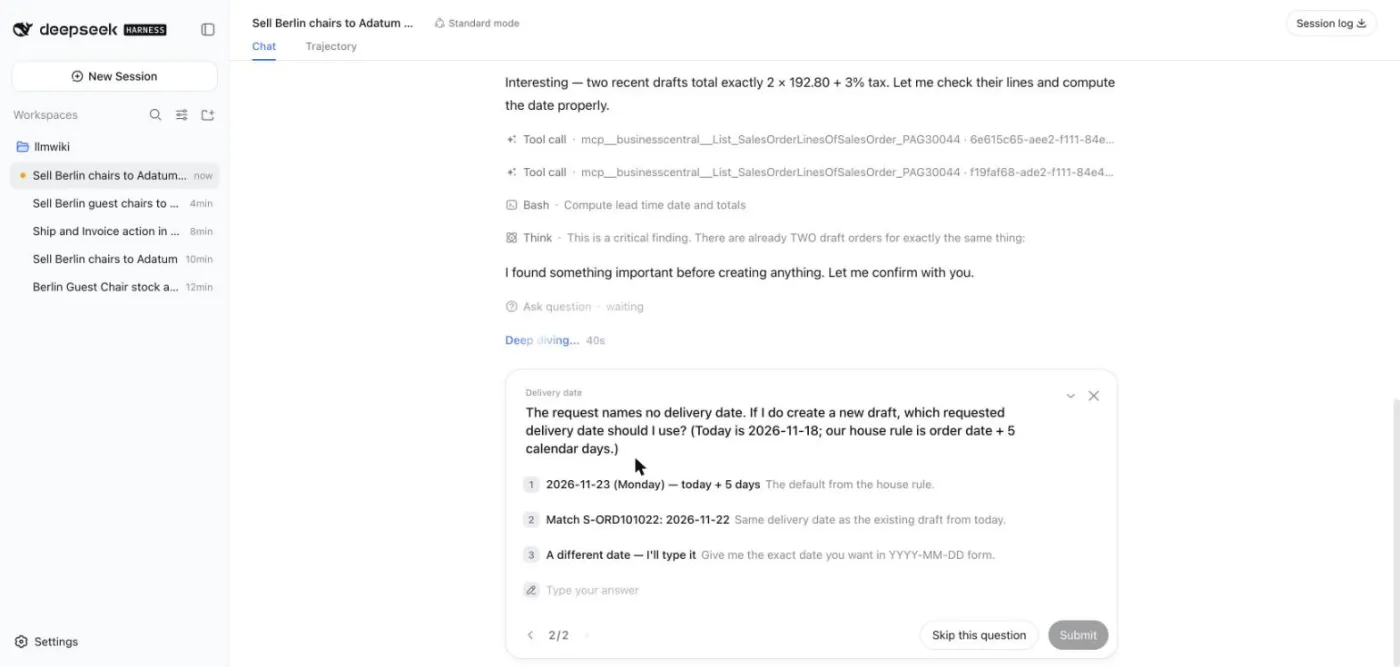 deepseek HARNESS
New Session
Workspaces
llmwiki
Sell Berlin chairs to Adatum... now
Sell Berlin guest chairs to ... 4min
Ship and Invoice action in ... 8min
Sell Berlin chairs to Adatum 10min
Berlin Guest Chair stock a... 12min
Settings
Sell Berlin chairs to Adatum ... Standard mode
Session log
Chat Trajectory
Interesting — two recent drafts total exactly 2 × 192.80 + 3% tax. Let me check their lines and compute
the date properly.
Tool call · mcp__businesscentral__List_SalesOrderLinesOfSalesOrder_PAG30044 · 6e615c65-aee2-f111-84e...
Tool call · mcp__businesscentral__List_SalesOrderLinesOfSalesOrder_PAG30044 · f19faf68-ade2-f111-84e4...
Bash · Compute lead time date and totals
Think · This is a critical finding. There are already TWO draft orders for exactly the same thing:
I found something important before creating anything. Let me confirm with you.
Ask question · waiting
Deep diving... 40s
Delivery date
The request names no delivery date. If I do create a new draft, which requested
delivery date should I use? (Today is 2026-11-18; our house rule is order date + 5
calendar days.)
1 2026-11-23 (Monday) — today + 5 days The default from the house rule.
2 Match S-ORD101022: 2026-11-22 Same delivery date as the existing draft from today.
3 A different date — I'll type it Give me the exact date you want in YYYY-MM-DD form.
Type your answer
2/2
Skip this question
Submit